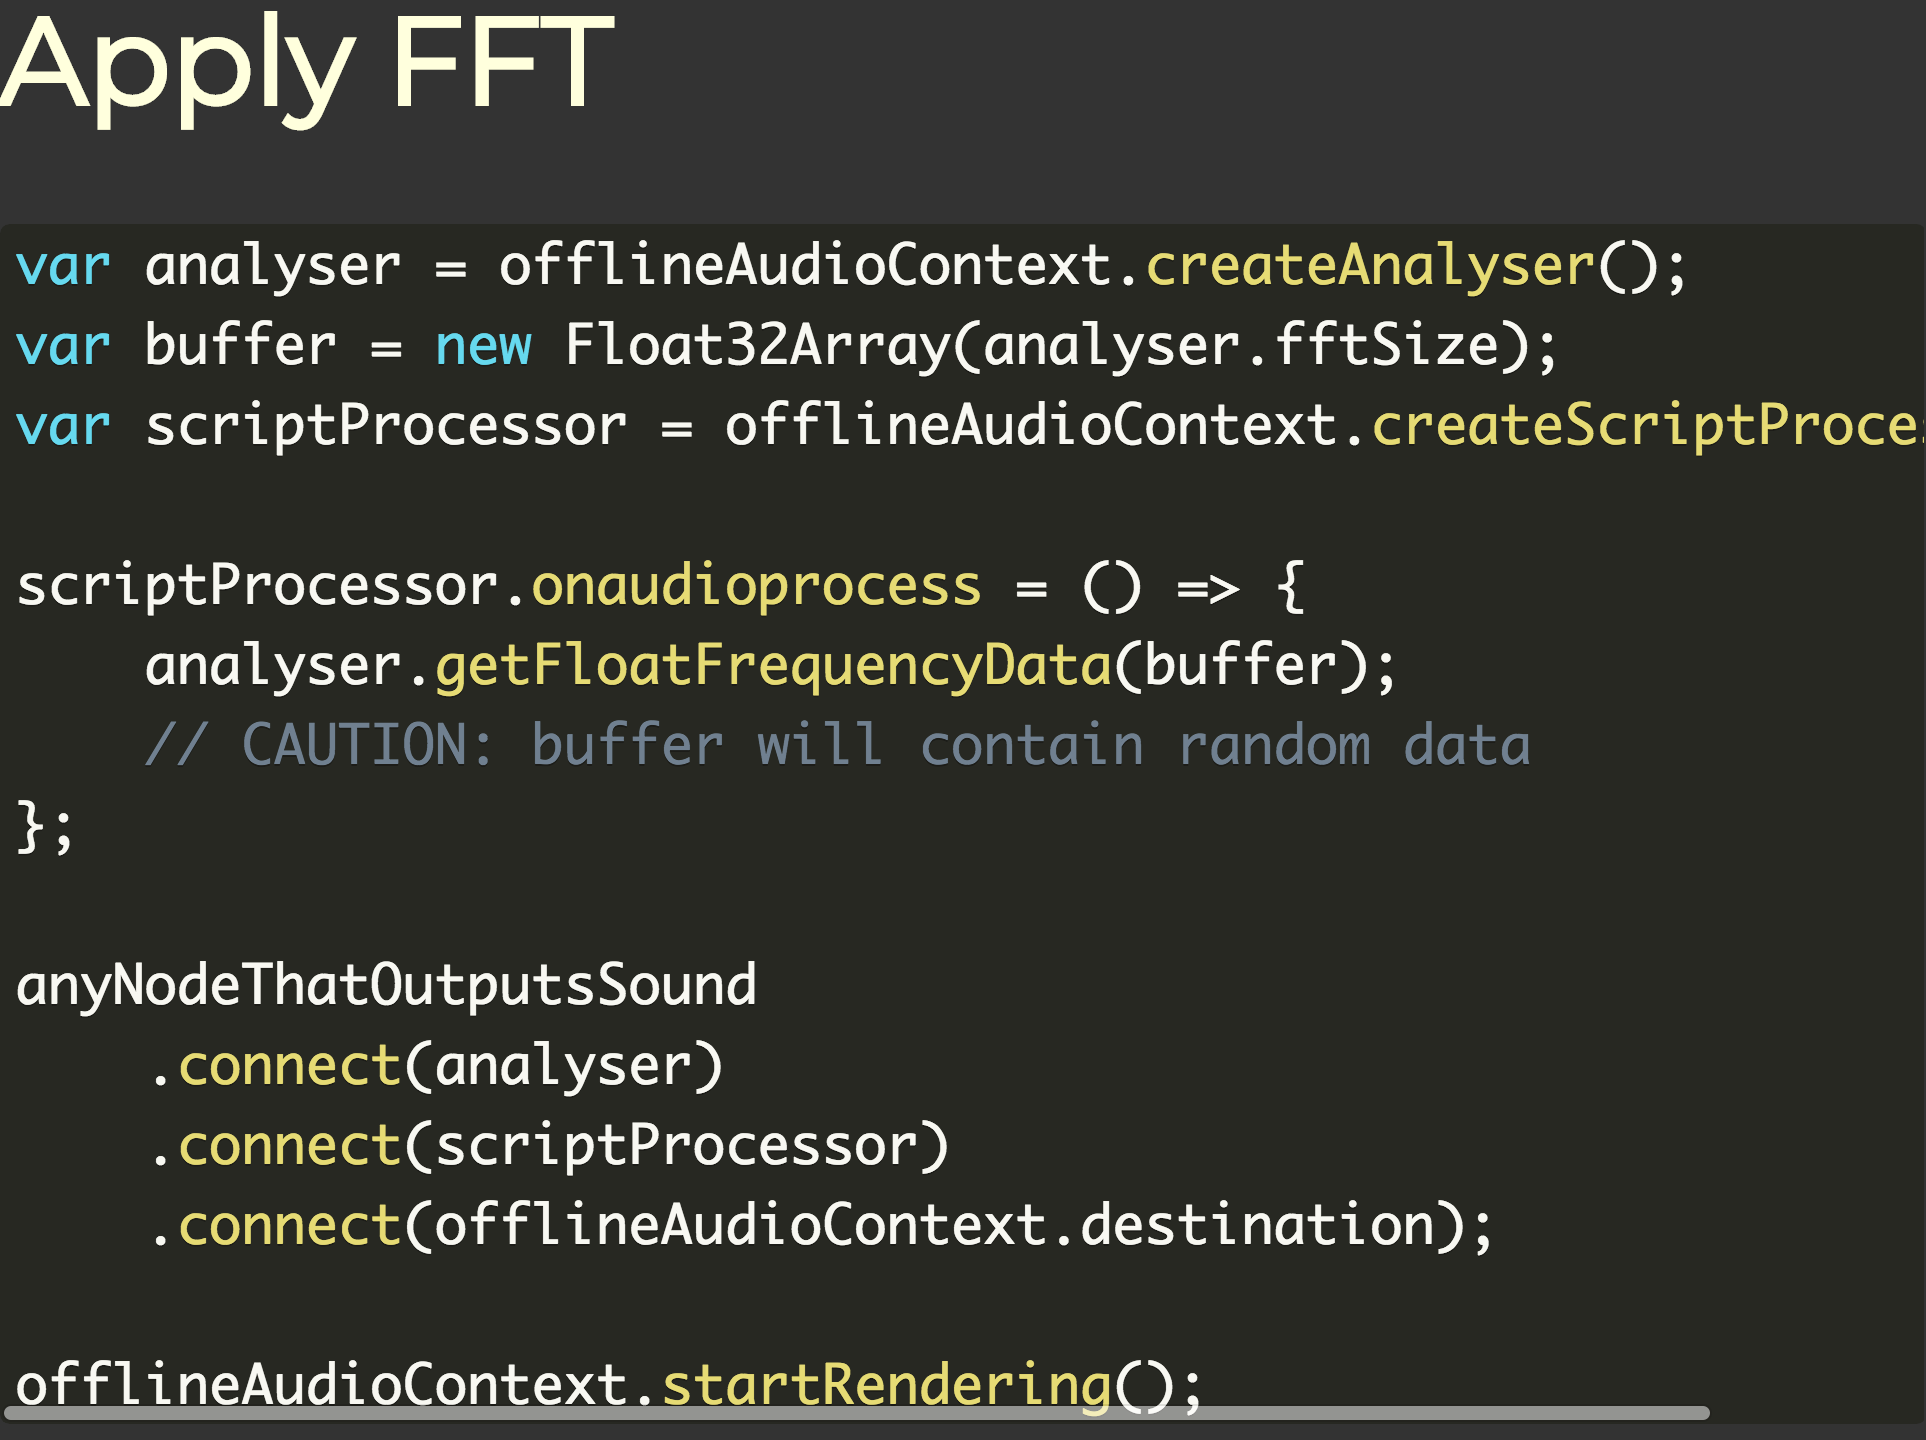 Apply FFT
var analyser = offlineAudioContext.createAnalyser();
var buffer = new Float32Array(analyser.fftSize);
var scriptProcessor = offlineAudioContext.createScriptProce
scriptProcessor.onaudioprocess = () => {
    analyser.getFloatFrequencyData(buffer);
    // CAUTION: buffer will contain random data
};
anyNodeThatOutputsSound
    .connect(analyser)
    .connect(scriptProcessor)
    .connect(offlineAudioContext.destination);
offlineAudioContext.startRendering();